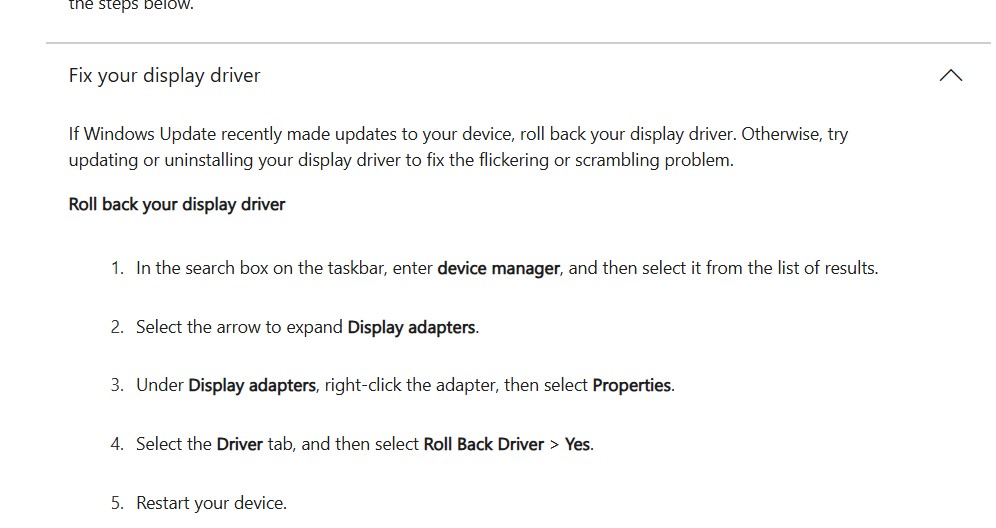 the steps below.
Fix your display driver
If Windows Update recently made updates to your device, roll back your display driver. Otherwise, try
updating or uninstalling your display driver to fix the flickering or scrambling problem.
Roll back your display driver
1. In the search box on the taskbar, enter device manager, and then select it from the list of results.
2. Select the arrow to expand Display adapters.
3. Under Display adapters, right-click the adapter, then select Properties.
4. Select the Driver tab, and then select Roll Back Driver > Yes.
5. Restart your device.